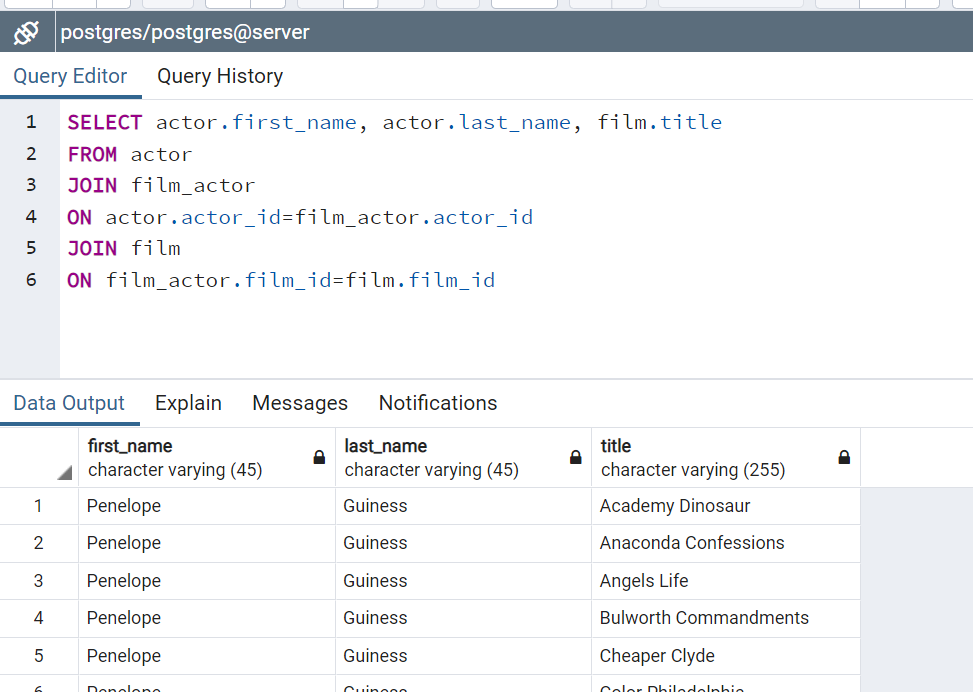 postgres/postgres@server
Query Editor Query History
1 SELECT actor.first_name, actor.last_name, film.title
2 FROM actor
3 JOIN film_actor
4 ON actor.actor_id=film_actor.actor_id
5 JOIN film
6 ON film_actor.film_id=film.film_id
Data Output Explain Messages Notifications
first_name last_name title
character varying (45) character varying (45) character varying (255)
1 Penelope Guiness Academy Dinosaur
2 Penelope Guiness Anaconda Confessions
3 Penelope Guiness Angels Life
4 Penelope Guiness Bulworth Commandments
5 Penelope Guiness Cheaper Clyde
6 Penelope Guiness Color Philadelphia